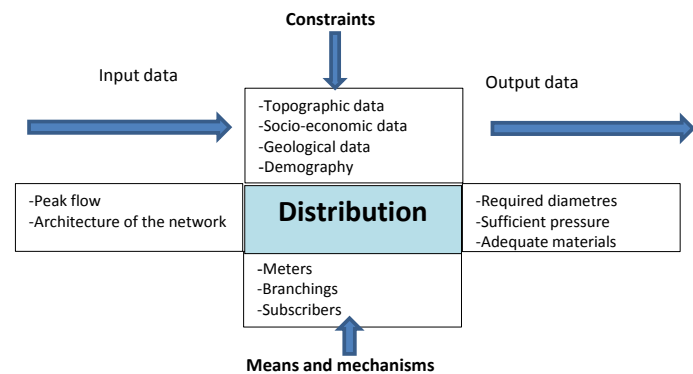 Constraints
Input data
Output data
-Topographic data
-Socio-economic data
-Geological data
-Demography
-Peak flow
-Architecture of the network
Distribution
-Required diametres
-Sufficient pressure
-Adequate materials
-Meters
-Branchings
-Subscribers
Means and mechanisms